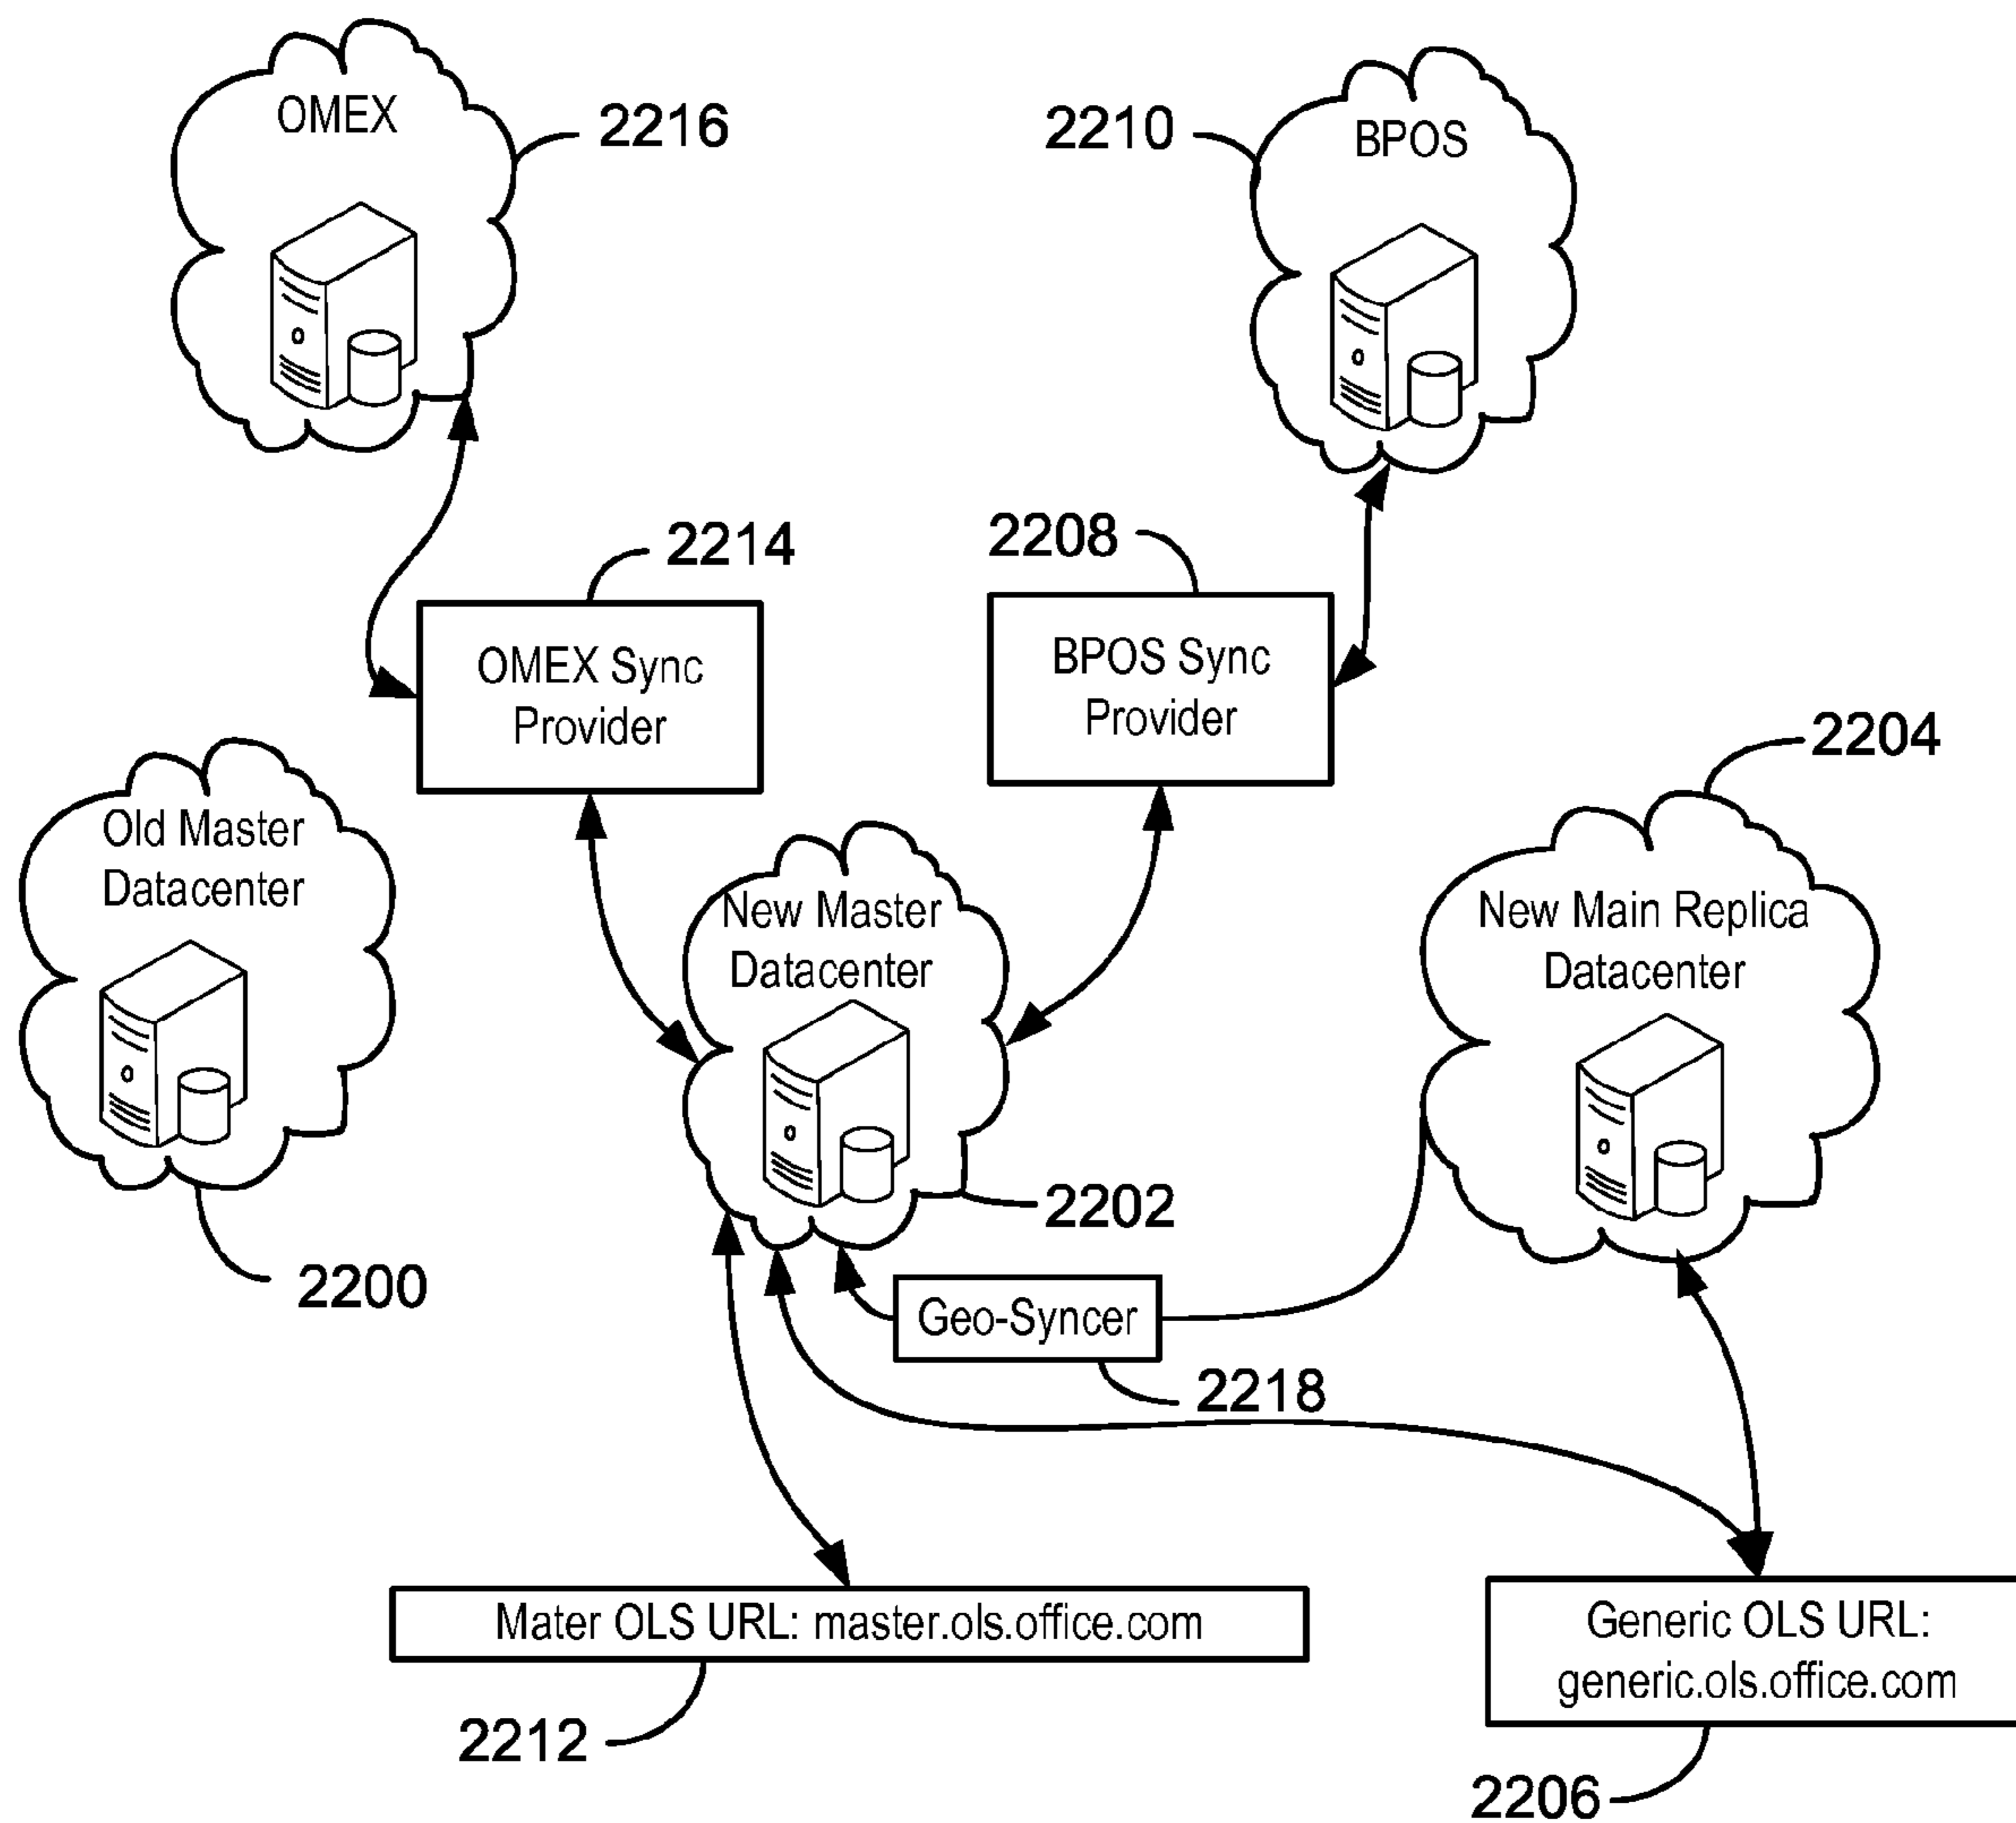 OMEX
2216
2210
BPOS
2214
2208
OMEX Sync
Provider
BPOS Sync
Provider
2204
Old Master
Datacenter
New Master
Datacenter
New Main Replica
Datacenter
2202
2200
Geo-Syncer
2218
Mater OLS URL: master.ols.office.com
Generic OLS URL:
generic.ols.office.com
2212
2206